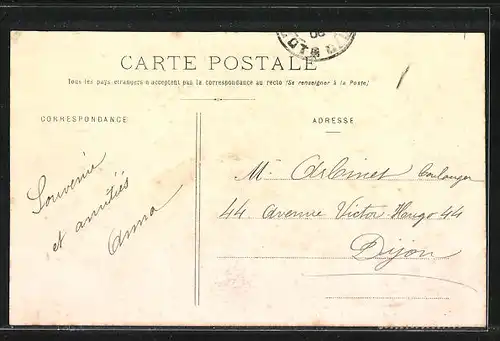 CARTE POSTALE
Tous les pays étrangers n'acceptent pas la correspondance au recto (Se renseigner à la Poste)
CORRESPONDANCE
ADRESSE
Souvenir
et amitiés
Anna
M. Boulanger
44 Avenue Victor-Hugo 44
Dijon